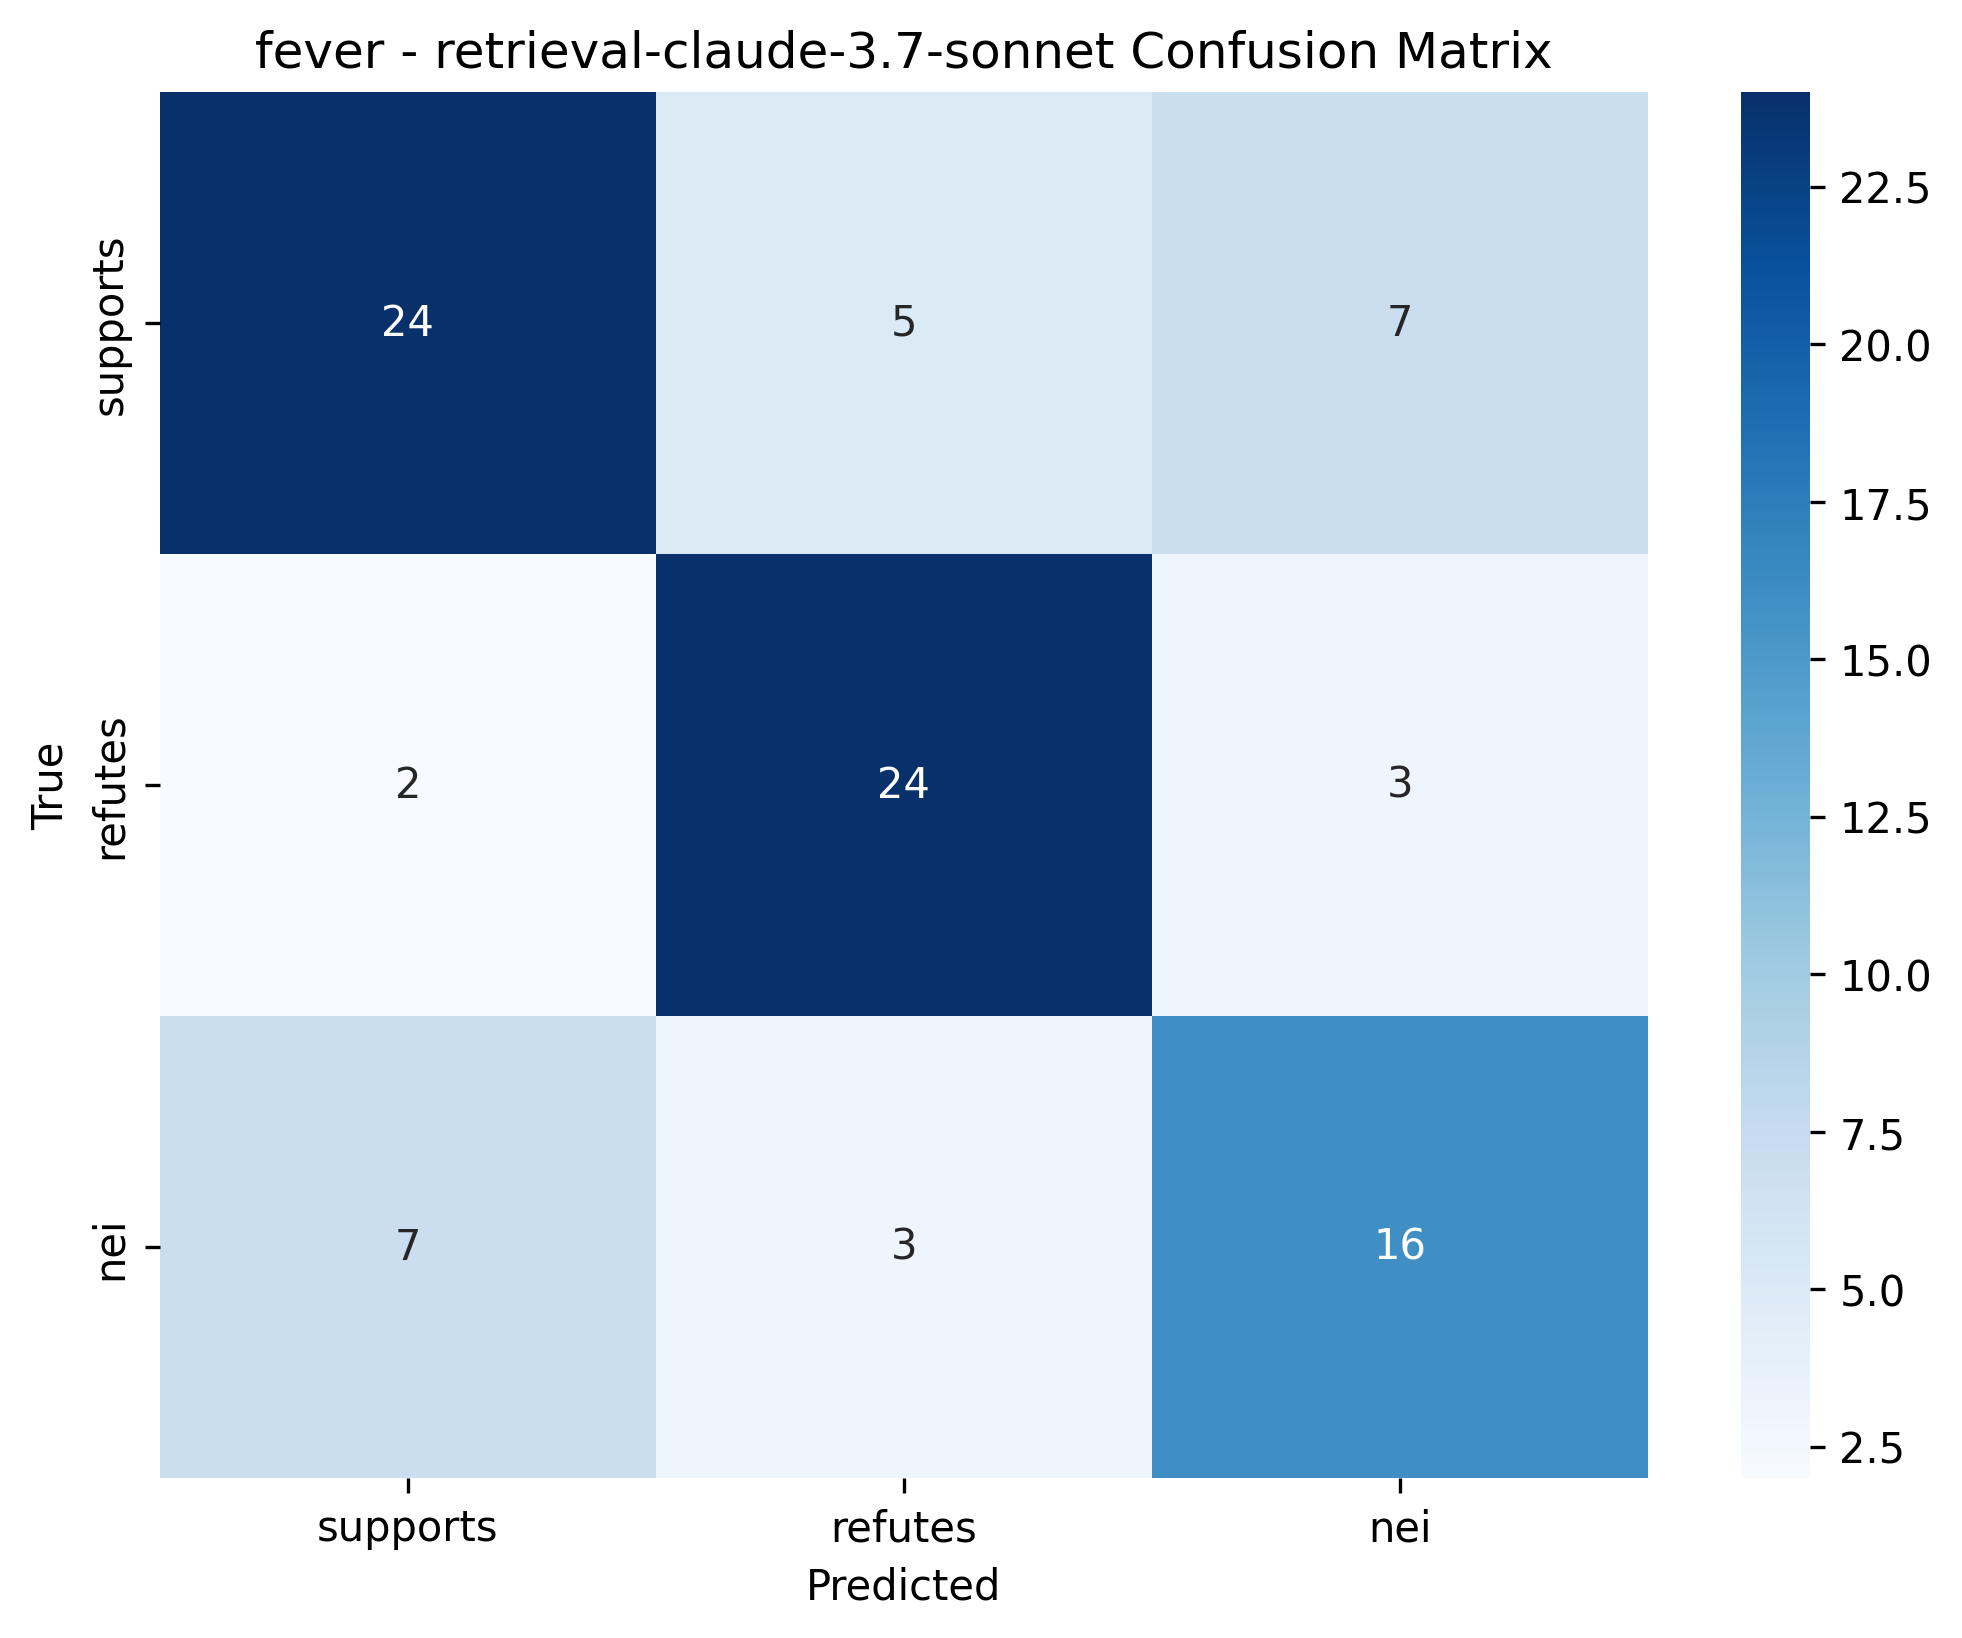 fever - retrieval-claude-3.7-sonnet Confusion Matrix
supports
24
5
7
True
refutes
2
24
3
nei
7
3
16
supports
refutes
nei
Predicted
22.5
20.0
17.5
15.0
12.5
10.0
7.5
5.0
2.5